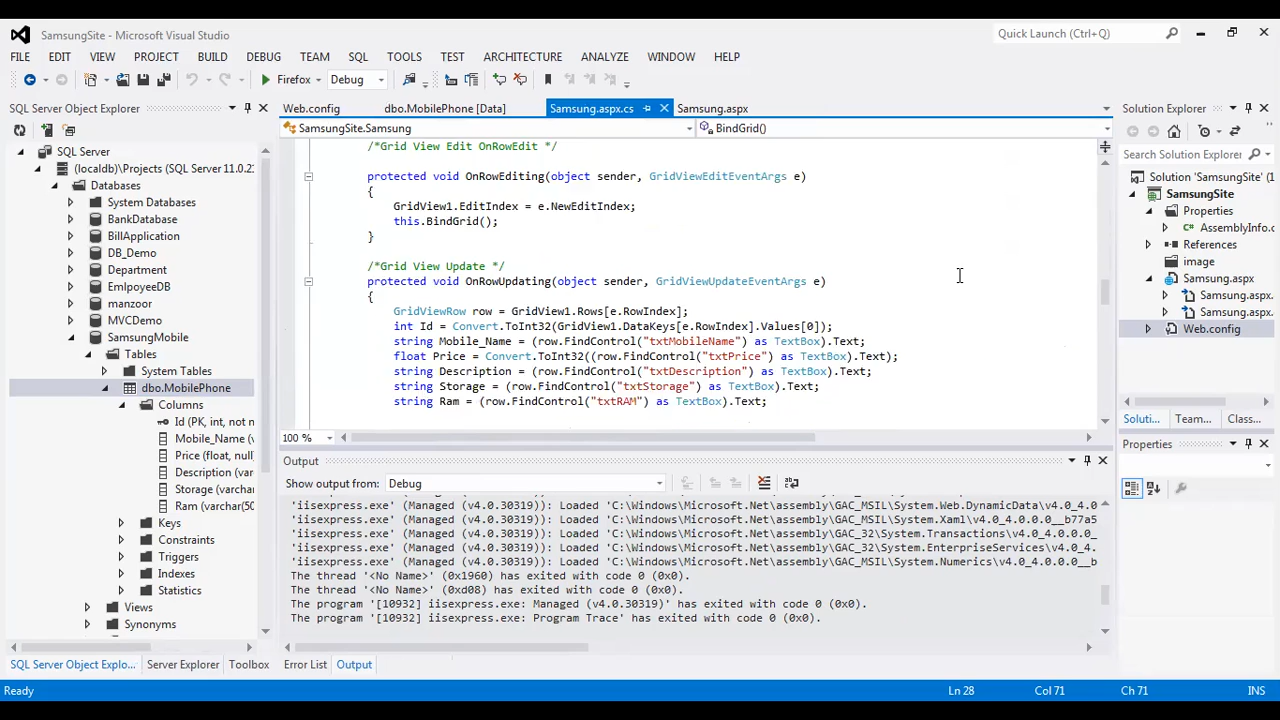 SamsungSite - Microsoft Visual Studio
Quick Launch (Ctrl+Q)
FILE EDIT VIEW PROJECT BUILD DEBUG TEAM SQL TOOLS TEST ARCHITECTURE ANALYZE WINDOW HELP
Firefox Debug
SQL Server Object Explorer
SQL Server
(localdb)\Projects (SQL Server 11.0.2
Databases
System Databases
BankDatabase
BillApplication
DB_Demo
Department
EmlpoyeeDB
manzoor
MVCDemo
SamsungMobile
Tables
System Tables
dbo.MobilePhone
Columns
Id (PK, int, not n
Mobile_Name (v
Price (float, null)
Description (var
Storage (varchar
Ram (varchar(50
Keys
Constraints
Triggers
Indexes
Statistics
Views
Synonyms
SQL Server Object Explo... Server Explorer Toolbox
Web.config dbo.MobilePhone [Data] Samsung.aspx.cs Samsung.aspx
SamsungSite.Samsung BindGrid()
/*Grid View Edit OnRowEdit */
protected void OnRowEditing(object sender, GridViewEditEventArgs e)
{
GridView1.EditIndex = e.NewEditIndex;
this.BindGrid();
}
/*Grid View Update */
protected void OnRowUpdating(object sender, GridViewUpdateEventArgs e)
{
GridViewRow row = GridView1.Rows[e.RowIndex];
int Id = Convert.ToInt32(GridView1.DataKeys[e.RowIndex].Values[0]);
string Mobile_Name = (row.FindControl("txtMobileName") as TextBox).Text;
float Price = Convert.ToInt32((row.FindControl("txtPrice") as TextBox).Text);
string Description = (row.FindControl("txtDescription") as TextBox).Text;
string Storage = (row.FindControl("txtStorage") as TextBox).Text;
string Ram = (row.FindControl("txtRAM") as TextBox).Text;
100 %
Output
Show output from: Debug
'iisexpress.exe' (Managed (v4.0.30319)): Loaded 'C:\Windows\Microsoft.Net\assembly\GAC_MSIL\System.Web.DynamicData\v4.0_4.0
'iisexpress.exe' (Managed (v4.0.30319)): Loaded 'C:\Windows\Microsoft.Net\assembly\GAC_MSIL\System.Xaml\v4.0_4.0.0.0__b77a5
'iisexpress.exe' (Managed (v4.0.30319)): Loaded 'C:\Windows\Microsoft.Net\assembly\GAC_32\System.Transactions\v4.0_4.0.0.0_
'iisexpress.exe' (Managed (v4.0.30319)): Loaded 'C:\Windows\Microsoft.Net\assembly\GAC_32\System.EnterpriseServices\v4.0_4.
'iisexpress.exe' (Managed (v4.0.30319)): Loaded 'C:\Windows\Microsoft.Net\assembly\GAC_MSIL\System.Numerics\v4.0_4.0.0.0__b
The thread '<No Name>' (0x1960) has exited with code 0 (0x0).
The thread '<No Name>' (0xd08) has exited with code 0 (0x0).
The program '[10932] iisexpress.exe: Managed (v4.0.30319)' has exited with code 0 (0x0).
The program '[10932] iisexpress.exe: Program Trace' has exited with code 0 (0x0).
Error List Output
Solution Explorer
Search Solution Explorer
Solution 'SamsungSite' (1
SamsungSite
Properties
AssemblyInfo.c
References
image
Samsung.aspx
Samsung.aspx.
Samsung.aspx.
Web.config
Soluti... Team... Class...
Properties
Ready Ln 28 Col 71 Ch 71 INS